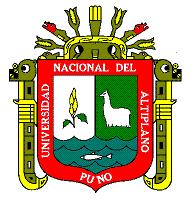 UNIVERSIDAD
NACIONAL DEL
ALTIPLANO
PUNO